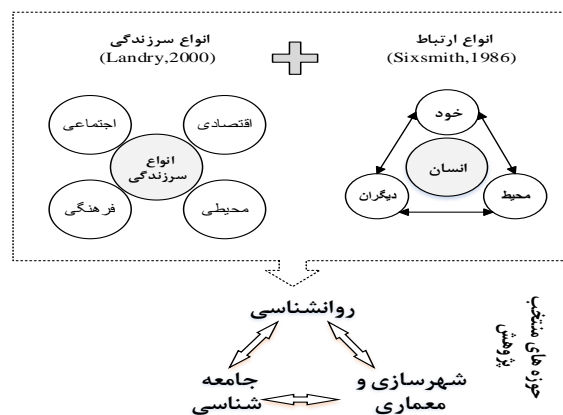 انواع ارتباط
(Sixsmith,1986)
خود
انسان
محیط
دیگران
انواع سرزندگی
(Landry,2000)
اقتصادی
اجتماعی
انواع
سرزندگی
محیطی
فرهنگی
حوزه های منتخب
پژوهش
روانشناسی
شهرسازی و
معماری
جامعه
شناسی